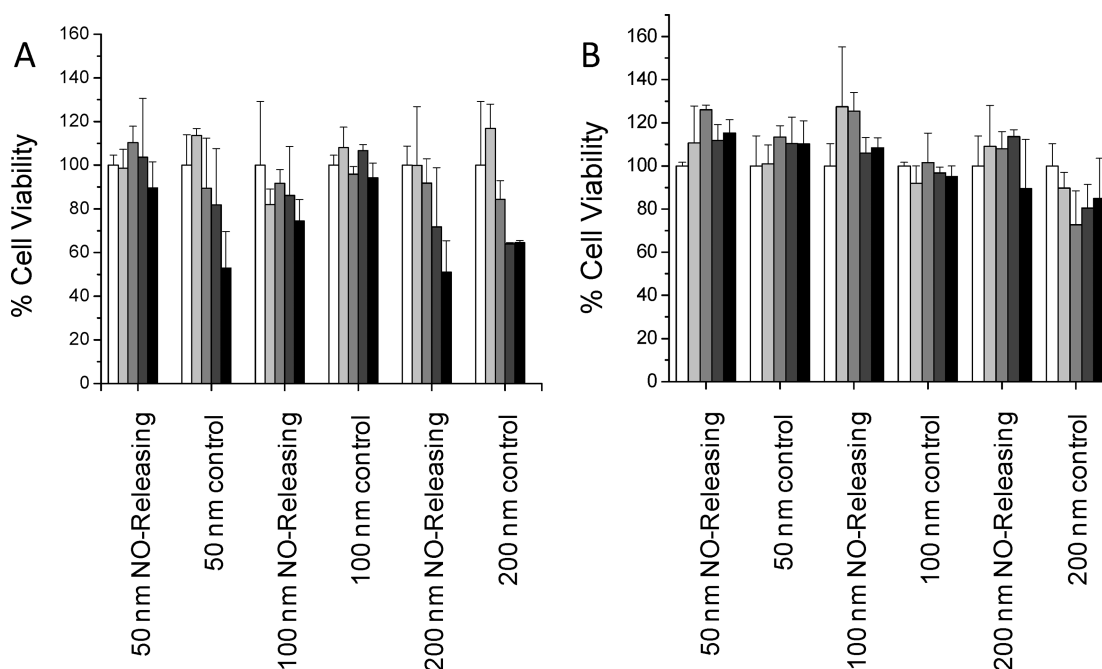 A
% Cell Viability
160
140
120
100
80
60
40
20
0
50 nm NO-Releasing
50 nm control
100 nm NO-Releasing
100 nm control
200 nm NO-Releasing
200 nm control
B
% Cell Viability
160
140
120
100
80
60
40
20
0
50 nm NO-Releasing
50 nm control
100 nm NO-Releasing
100 nm control
200 nm NO-Releasing
200 nm control